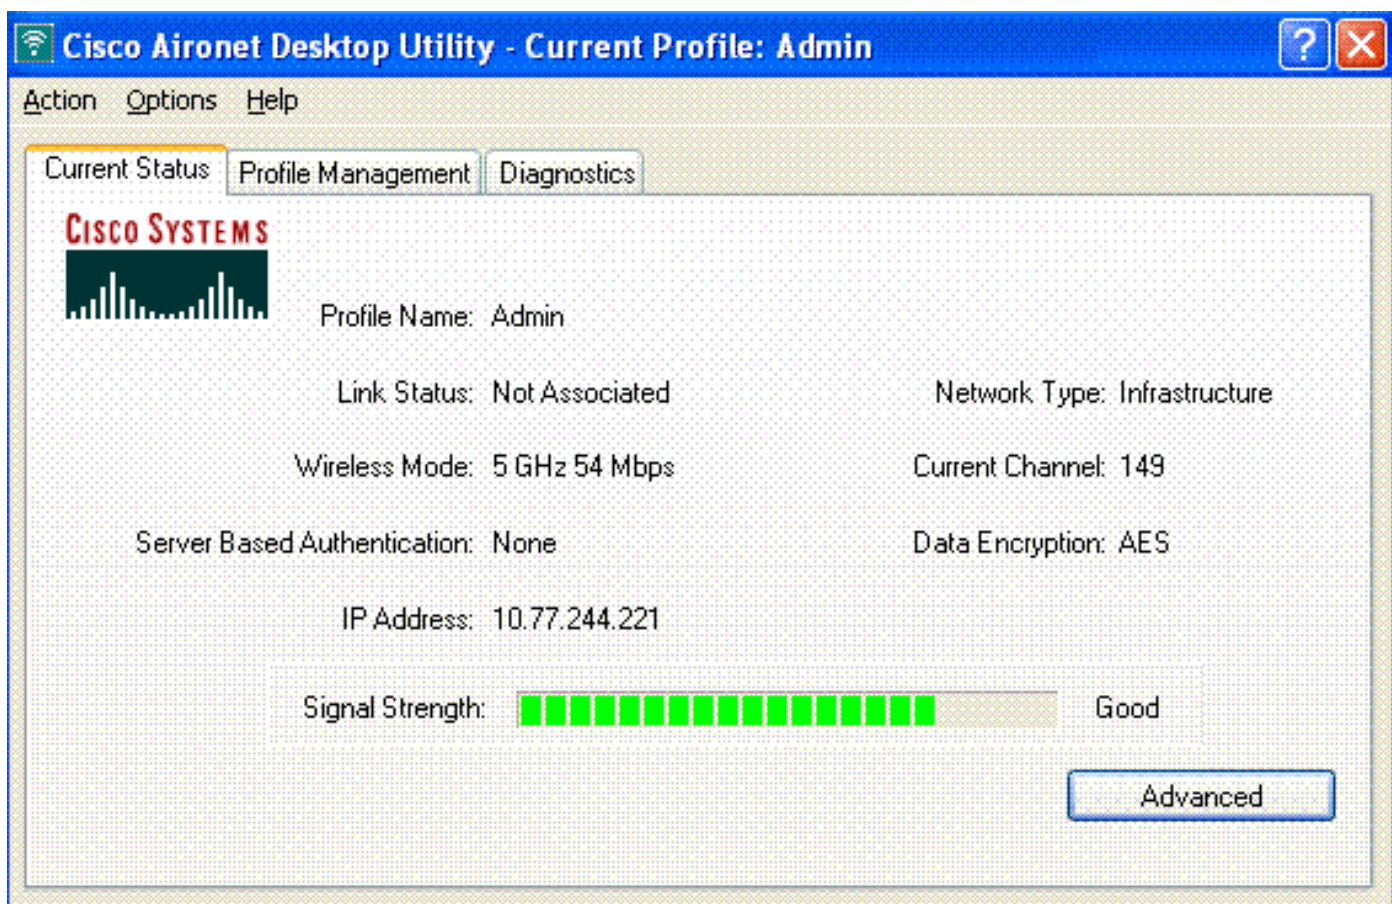 Cisco Aironet Desktop Utility - Current Profile: Admin ?
Action Options Help
Current Status Profile Management Diagnostics
CISCO SYSTEMS
Profile Name: Admin
Link Status: Not Associated Network Type: Infrastructure
Wireless Mode: 5 GHz 54 Mbps Current Channel: 149
Server Based Authentication: None Data Encryption: AES
IP Address: 10.77.244.221
Signal Strength: Good
Advanced